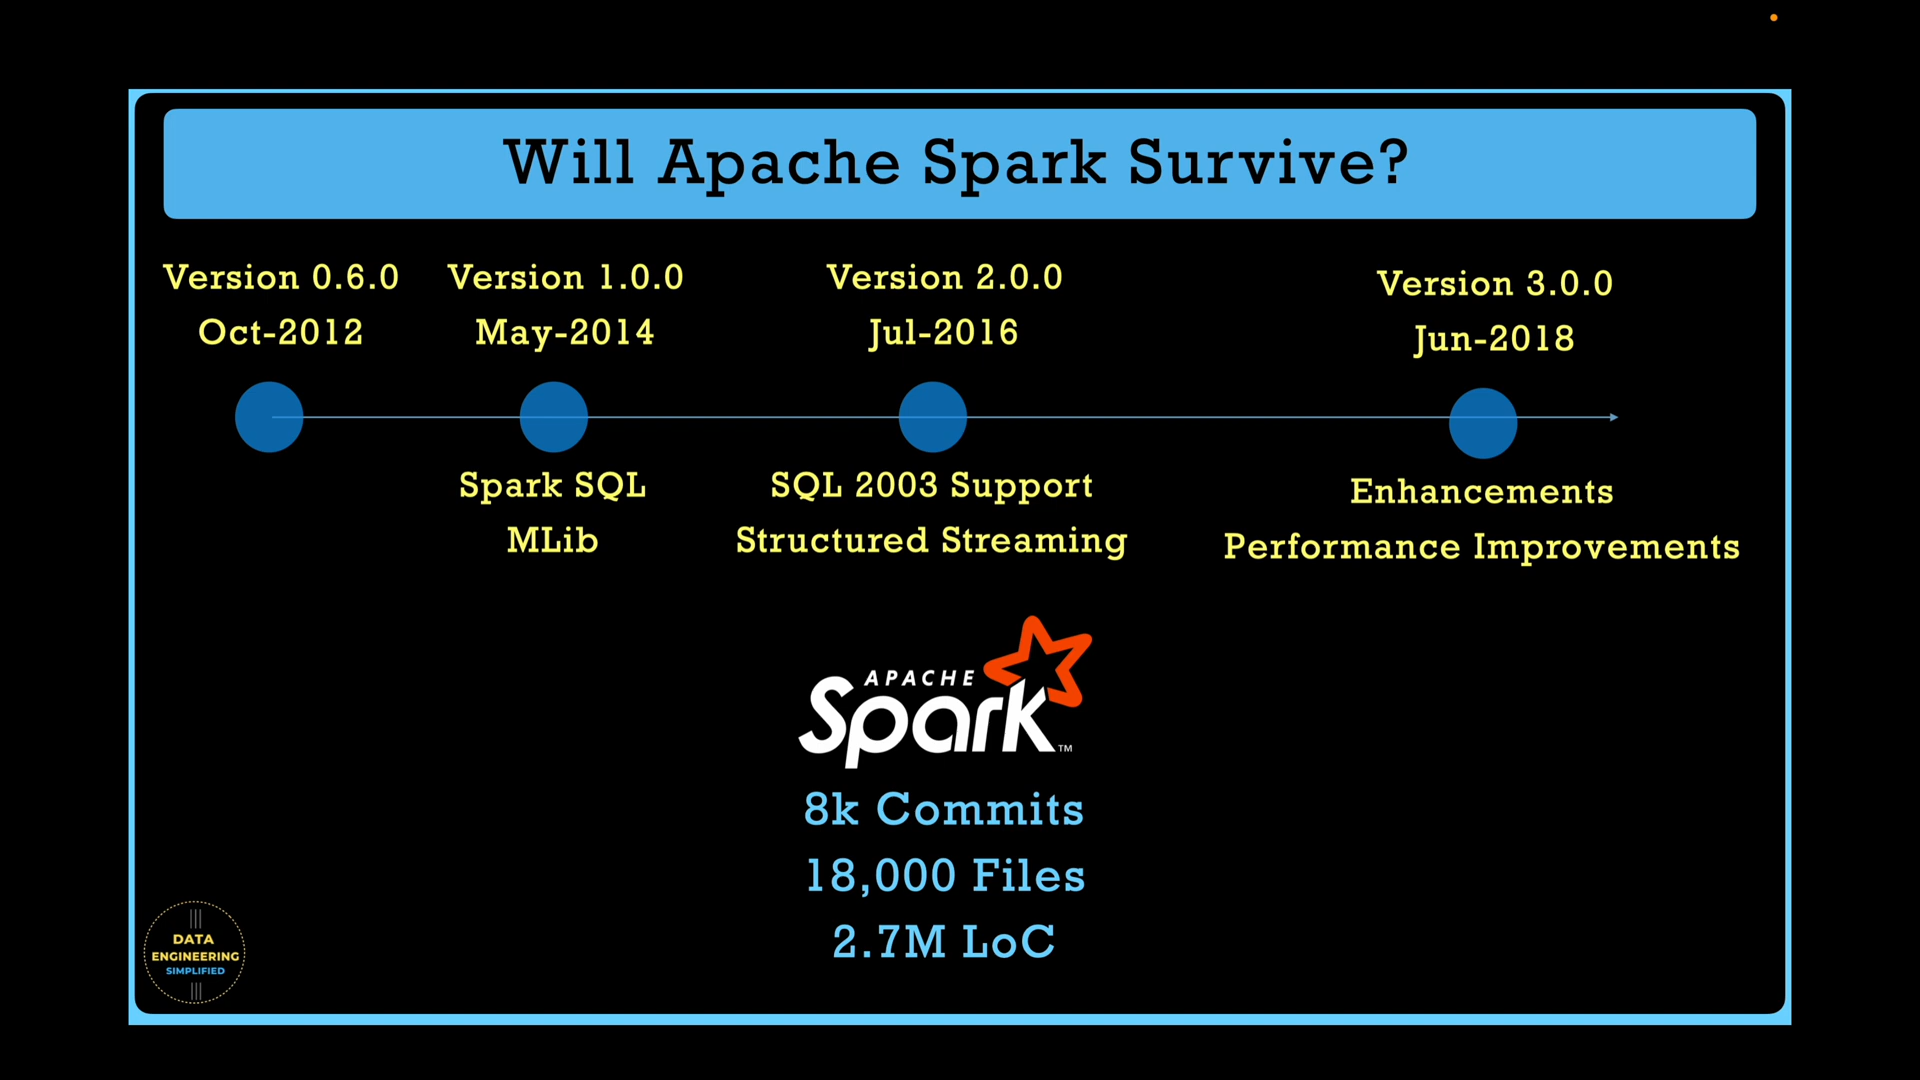 Will Apache Spark Survive?
Version 0.6.0
Oct-2012
Version 1.0.0
May-2014
Version 2.0.0
Jul-2016
Version 3.0.0
Jun-2018
Spark SQL
MLib
SQL 2003 Support
Structured Streaming
Enhancements
Performance Improvements
APACHE
Spark™
8k Commits
18,000 Files
2.7M LoC
DATA
ENGINEERING
SIMPLIFIED